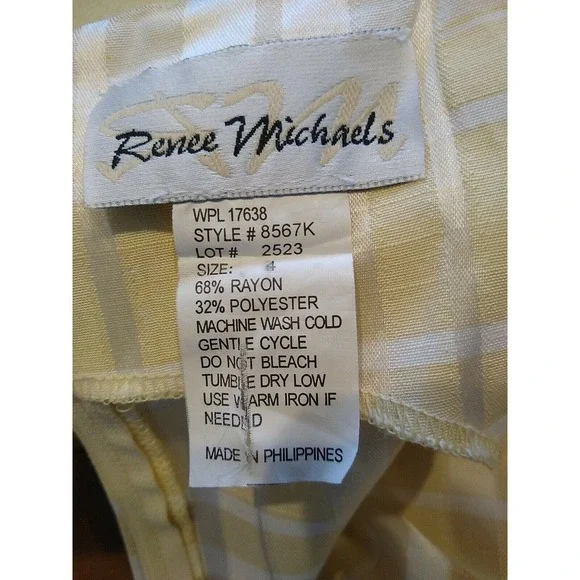 Renee Michaels
WPL 17638
STYLE # 8567K
LOT # 2523
SIZE: 4
68% RAYON
32% POLYESTER
MACHINE WASH COLD
GENTLE CYCLE
DO NOT BLEACH
TUMBLE DRY LOW
USE WARM IRON IF
NEEDED
MADE IN PHILIPPINES